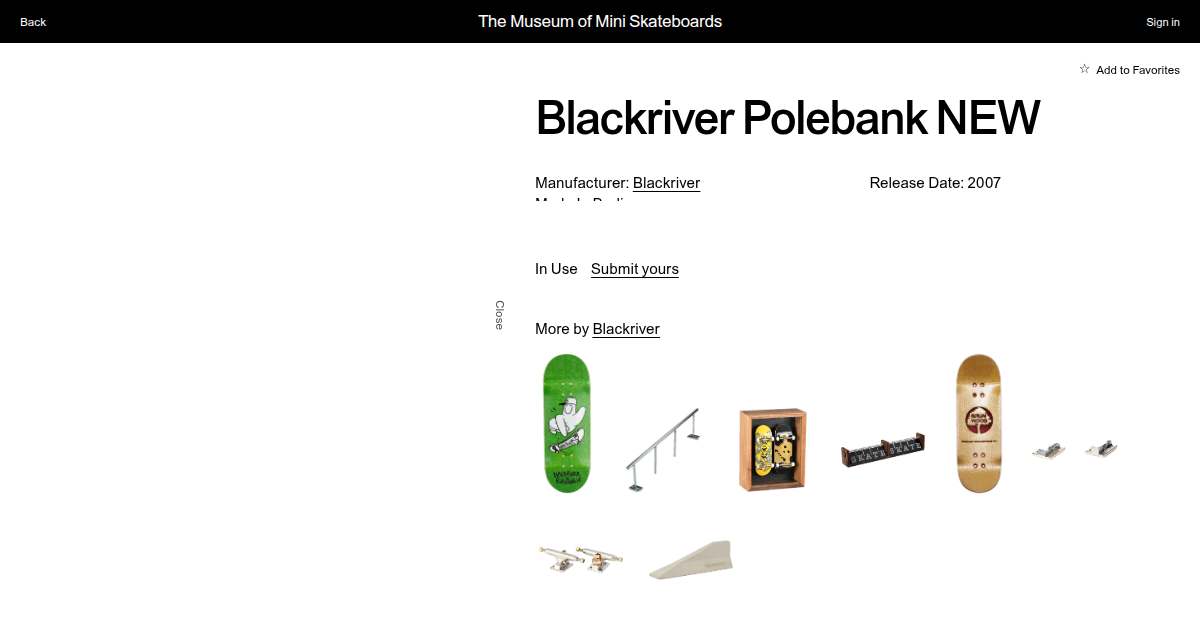 Back
The Museum of Mini Skateboards
Sign in
☆ Add to Favorites
Blackriver Polebank NEW
Manufacturer: Blackriver
Release Date: 2007
In Use Submit yours
Close
More by Blackriver